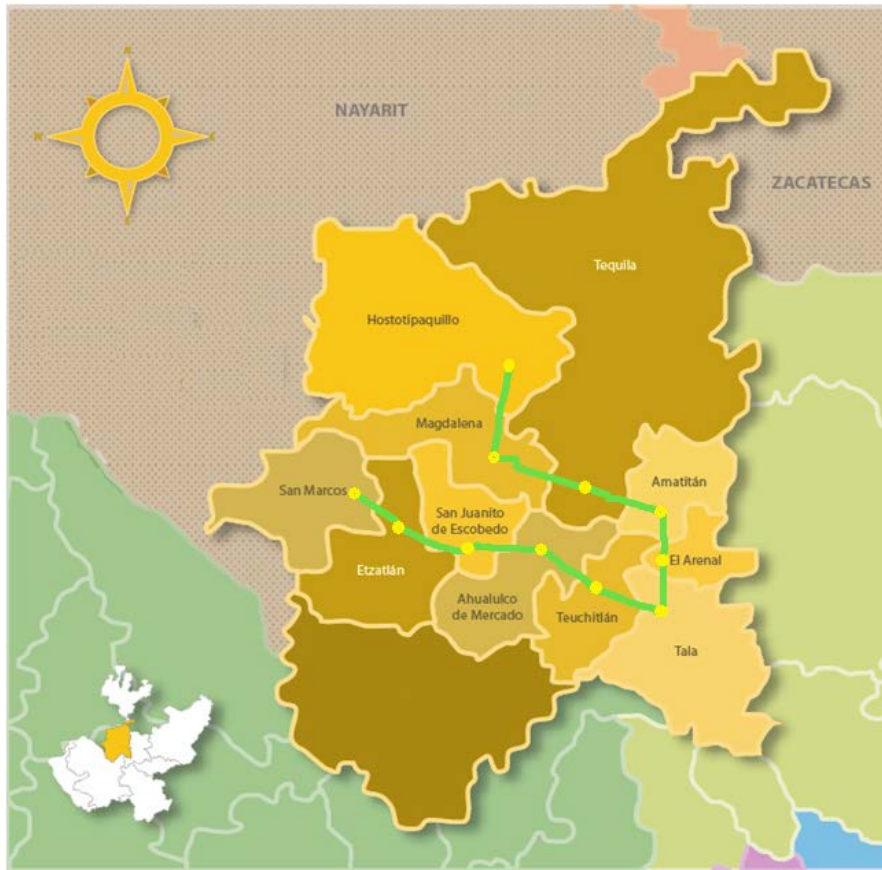 NAYARIT
ZACATECAS
Tequila
Hostotipaquillo
Magdalena
Amatitán
San Marcos
San Juanito
de Escobedo
El Arenal
Etzatlán
Ahualulco
de Mercado
Teuchitlán
Tala